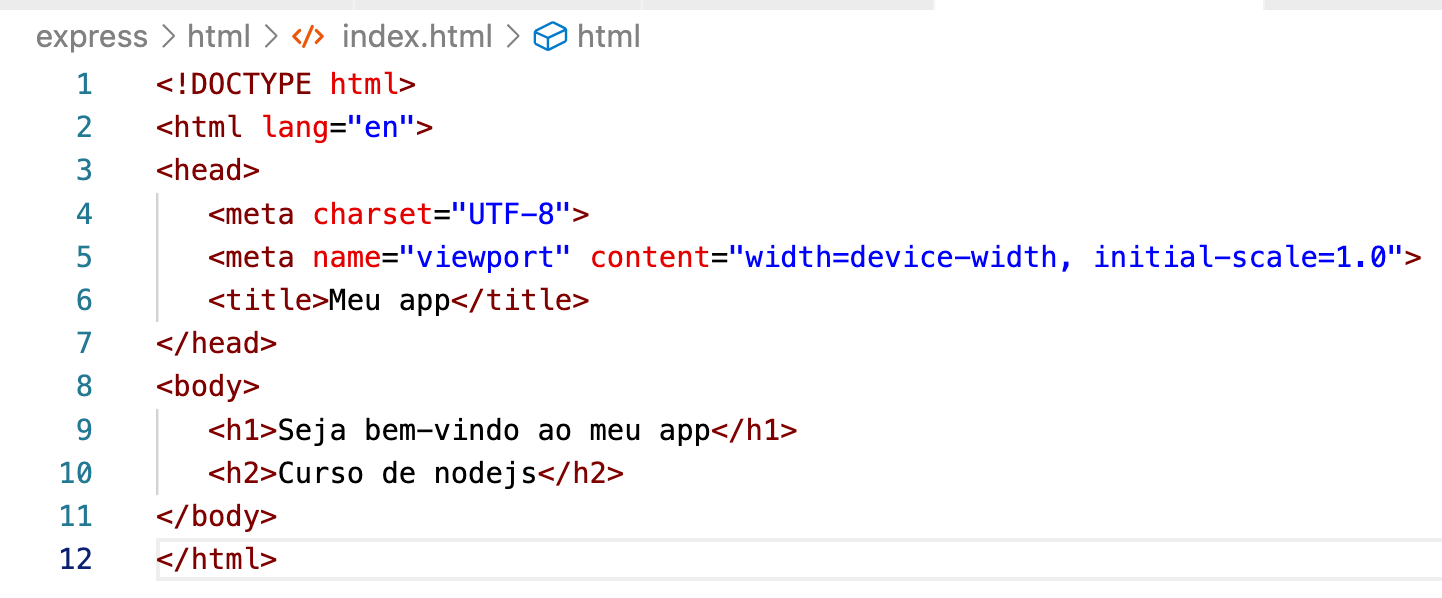 express > html > </> index.html > html
1 <!DOCTYPE html>
2 <html lang="en">
3 <head>
4 <meta charset="UTF-8">
5 <meta name="viewport" content="width=device-width, initial-scale=1.0">
6 <title>Meu app</title>
7 </head>
8 <body>
9 <h1>Seja bem-vindo ao meu app</h1>
10 <h2>Curso de nodejs</h2>
11 </body>
12 </html>